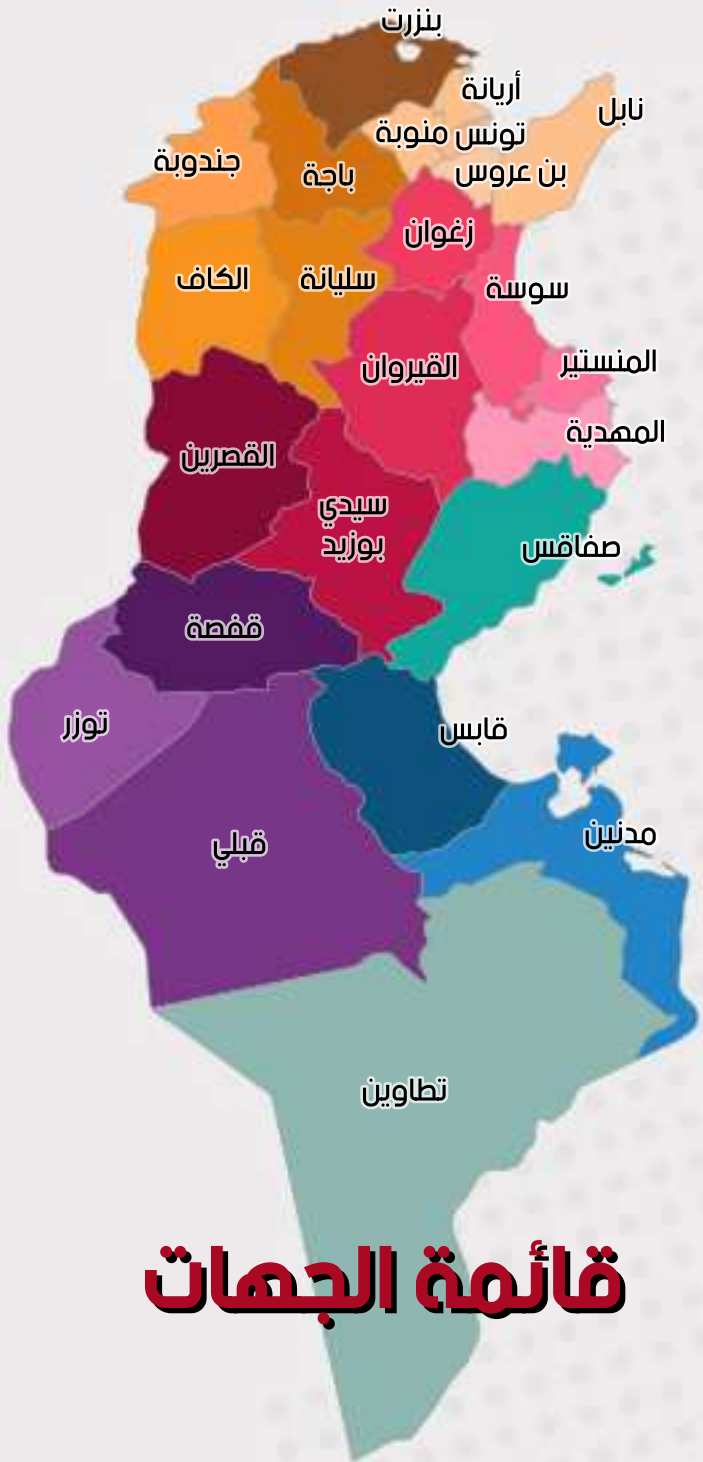 بنزرت
أريانة
نابل
تونس
منوبة
جندوبة
باجة
بن عروس
زغوان
الكاف
سليانة
سوسة
القيروان
المنستير
المهدية
القصرين
سيدي
بوزيد
صفاقس
قفصة
توزر
قابس
قبلي
مدنين
تطاوين
قائمة الجهات